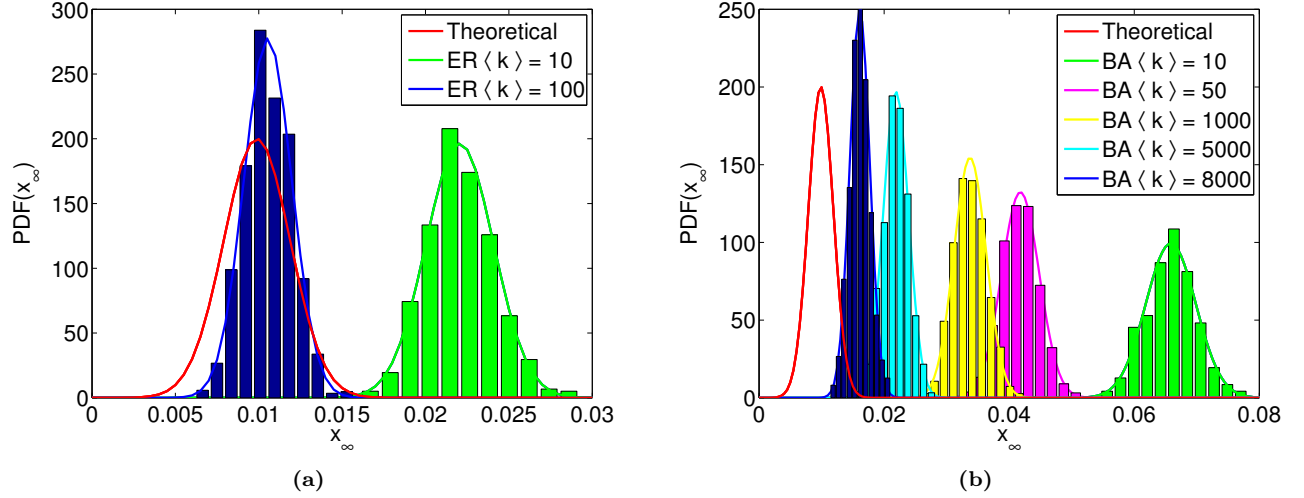 300
250
200
150
100
50
0
PDF(x∞)
Theoretical
ER ⟨ k ⟩ = 10
ER ⟨ k ⟩ = 100
0 0.005 0.01 0.015 0.02 0.025 0.03
x∞
(a)
250
200
150
100
50
0
PDF(x∞)
Theoretical
BA ⟨ k ⟩ = 10
BA ⟨ k ⟩ = 50
BA ⟨ k ⟩ = 1000
BA ⟨ k ⟩ = 5000
BA ⟨ k ⟩ = 8000
0 0.02 0.04 0.06 0.08
x∞
(b)